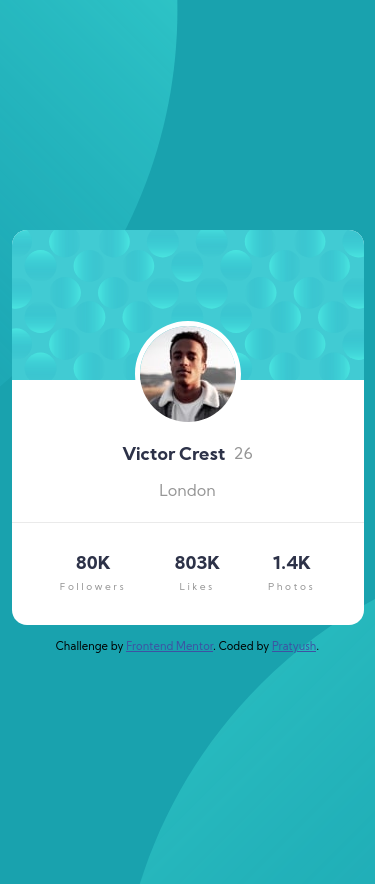 Victor Crest 26
London
80K 803K 1.4K
Followers Likes Photos
Challenge by Frontend Mentor. Coded by Pratyush.